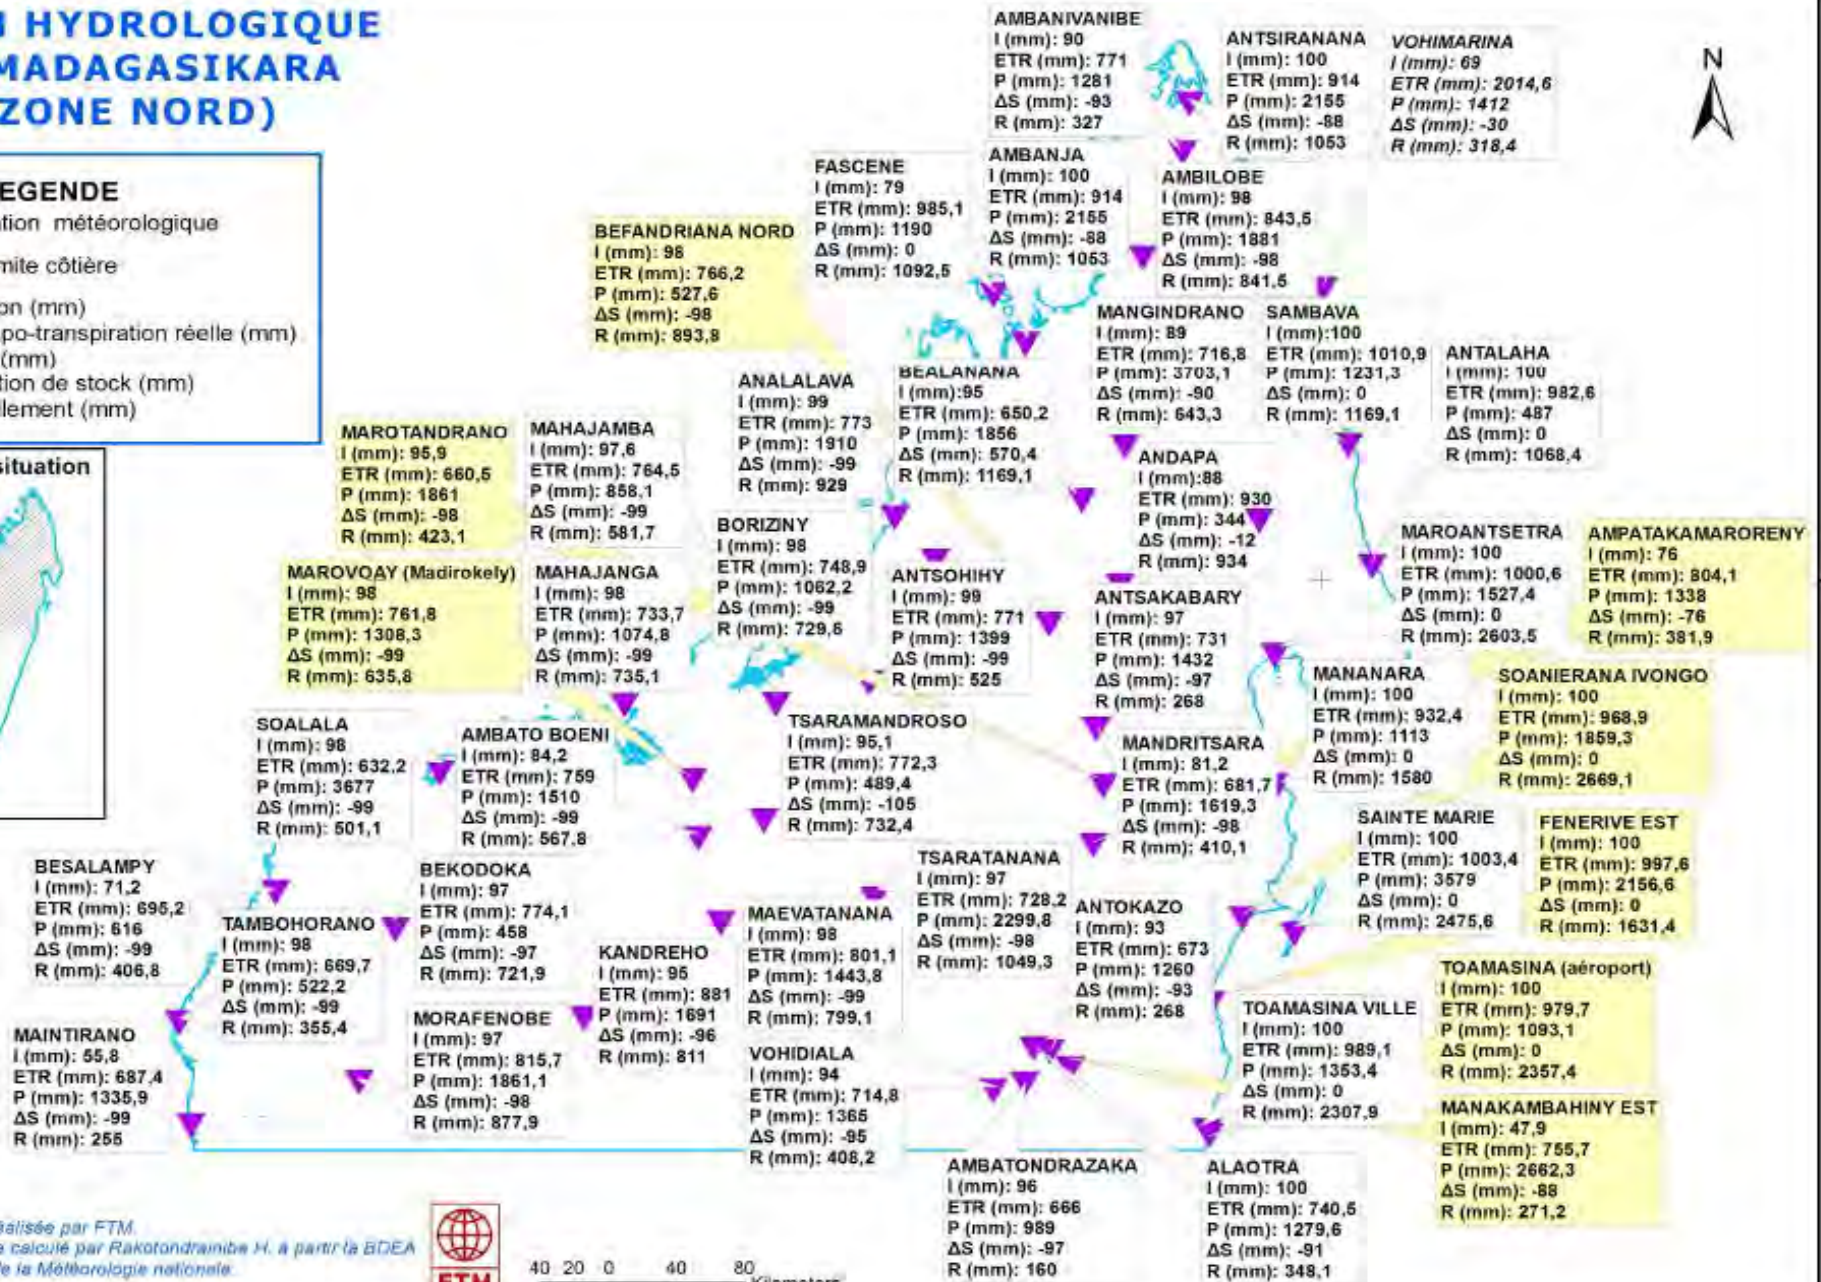 HYDROLOGIQUE
MADAGASIKARA
ZONE NORD)
EGENDE
tion météorologique
mite côtière
on (mm)
po-transpiration réelle (mm)
(mm)
tion de stock (mm)
llement (mm)
situation
N
AMBANIVANIBE
I (mm): 90
ETR (mm): 771
P (mm): 1281
ΔS (mm): -93
R (mm): 327
ANTSIRANANA
I (mm): 100
ETR (mm): 914
P (mm): 2155
ΔS (mm): -88
R (mm): 1053
VOHIMARINA
I (mm): 69
ETR (mm): 2014,6
P (mm): 1412
ΔS (mm): -30
R (mm): 318,4
FASCENE
I (mm): 79
ETR (mm): 985,1
P (mm): 1190
ΔS (mm): 0
R (mm): 1092,5
AMBANJA
I (mm): 100
ETR (mm): 914
P (mm): 2155
ΔS (mm): -88
R (mm): 1053
AMBILOBE
I (mm): 98
ETR (mm): 843,5
P (mm): 1881
ΔS (mm): -98
R (mm): 841,5
BEFANDRIANA NORD
I (mm): 98
ETR (mm): 766,2
P (mm): 527,6
ΔS (mm): -98
R (mm): 893,8
MANGINDRANO
I (mm): 89
ETR (mm): 716,8
P (mm): 3703,1
ΔS (mm): -90
R (mm): 643,3
SAMBAVA
I (mm):100
ETR (mm): 1010,9
P (mm): 1231,3
ΔS (mm): 0
R (mm): 1169,1
ANTALAHA
I (mm): 100
ETR (mm): 982,6
P (mm): 487
ΔS (mm): 0
R (mm): 1068,4
ANALALAVA
I (mm): 99
ETR (mm): 773
P (mm): 1910
ΔS (mm): -99
R (mm): 929
BEALANANA
I (mm):95
ETR (mm): 650,2
P (mm): 1856
ΔS (mm): 570,4
R (mm): 1169,1
MAROTANDRANO
I (mm): 95,9
ETR (mm): 660,5
P (mm): 1861
ΔS (mm): -98
R (mm): 423,1
MAHAJAMBA
I (mm): 97,6
ETR (mm): 764,5
P (mm): 858,1
ΔS (mm): -99
R (mm): 581,7
ANDAPA
I (mm):88
ETR (mm): 930
P (mm): 344
ΔS (mm): -12
R (mm): 934
BORIZINY
I (mm): 98
ETR (mm): 748,9
P (mm): 1062,2
ΔS (mm): -99
R (mm): 729,6
MAROANTSETRA
I (mm): 100
ETR (mm): 1000,6
P (mm): 1527,4
ΔS (mm): 0
R (mm): 2603,5
AMPATAKAMARORENY
I (mm): 76
ETR (mm): 804,1
P (mm): 1338
ΔS (mm): -76
R (mm): 381,9
MAROVOAY (Madirokely)
I (mm): 98
ETR (mm): 761,8
P (mm): 1308,3
ΔS (mm): -99
R (mm): 635,8
MAHAJANGA
I (mm): 98
ETR (mm): 733,7
P (mm): 1074,8
ΔS (mm): -99
R (mm): 735,1
ANTSOHIHY
I (mm): 99
ETR (mm): 771
P (mm): 1399
ΔS (mm): -99
R (mm): 525
ANTSAKABARY
I (mm): 97
ETR (mm): 731
P (mm): 1432
ΔS (mm): -97
R (mm): 268
MANANARA
I (mm): 100
ETR (mm): 932,4
P (mm): 1113
ΔS (mm): 0
R (mm): 1580
SOANIERANA IVONGO
I (mm): 100
ETR (mm): 968,9
P (mm): 1859,3
ΔS (mm): 0
R (mm): 2669,1
SOALALA
I (mm): 98
ETR (mm): 632,2
P (mm): 3677
ΔS (mm): -99
R (mm): 501,1
AMBATO BOENI
I (mm): 84,2
ETR (mm): 759
P (mm): 1510
ΔS (mm): -99
R (mm): 567,8
TSARAMANDROSO
I (mm): 95,1
ETR (mm): 772,3
P (mm): 489,4
ΔS (mm): -105
R (mm): 732,4
MANDRITSARA
I (mm): 81,2
ETR (mm): 681,7
P (mm): 1619,3
ΔS (mm): -98
R (mm): 410,1
SAINTE MARIE
I (mm): 100
ETR (mm): 1003,4
P (mm): 3579
ΔS (mm): 0
R (mm): 2475,6
FENERIVE EST
I (mm): 100
ETR (mm): 997,6
P (mm): 2156,6
ΔS (mm): 0
R (mm): 1631,4
BESALAMPY
I (mm): 71,2
ETR (mm): 695,2
P (mm): 616
ΔS (mm): -99
R (mm): 406,8
TAMBOHORANO
I (mm): 98
ETR (mm): 669,7
P (mm): 522,2
ΔS (mm): -99
R (mm): 355,4
BEKODOKA
I (mm): 97
ETR (mm): 774,1
P (mm): 458
ΔS (mm): -97
R (mm): 721,9
KANDREHO
I (mm): 95
ETR (mm): 881
P (mm): 1691
ΔS (mm): -96
R (mm): 811
MAEVATANANA
I (mm): 98
ETR (mm): 801,1
P (mm): 1443,8
ΔS (mm): -99
R (mm): 799,1
TSARATANANA
I (mm): 97
ETR (mm): 728,2
P (mm): 2299,8
ΔS (mm): -98
R (mm): 1049,3
ANTOKAZO
I (mm): 93
ETR (mm): 673
P (mm): 1260
ΔS (mm): -93
R (mm): 268
TOAMASINA VILLE
I (mm): 100
ETR (mm): 989,1
P (mm): 1353,4
ΔS (mm): 0
R (mm): 2307,9
TOAMASINA (aéroport)
I (mm): 100
ETR (mm): 979,7
P (mm): 1093,1
ΔS (mm): 0
R (mm): 2357,4
MAINTIRANO
I (mm): 55,8
ETR (mm): 687,4
P (mm): 1335,9
ΔS (mm): -99
R (mm): 255
MORAFENOBE
I (mm): 97
ETR (mm): 815,7
P (mm): 1861,1
ΔS (mm): -98
R (mm): 877,9
VOHIDIALA
I (mm): 94
ETR (mm): 714,8
P (mm): 1365
ΔS (mm): -95
R (mm): 408,2
MANAKAMBAHINY EST
I (mm): 47,9
ETR (mm): 755,7
P (mm): 2662,3
ΔS (mm): -88
R (mm): 271,2
AMBATONDRAZAKA
I (mm): 96
ETR (mm): 666
P (mm): 989
ΔS (mm): -97
R (mm): 160
ALAOTRA
I (mm): 100
ETR (mm): 740,5
P (mm): 1279,6
ΔS (mm): -91
R (mm): 348,1
éalisée par FTM.
calculé par Rakotondrainibe H. à partir la BDEA
de la Météorologie nationale.
FTM
40 20 0 40 80
Kilometers